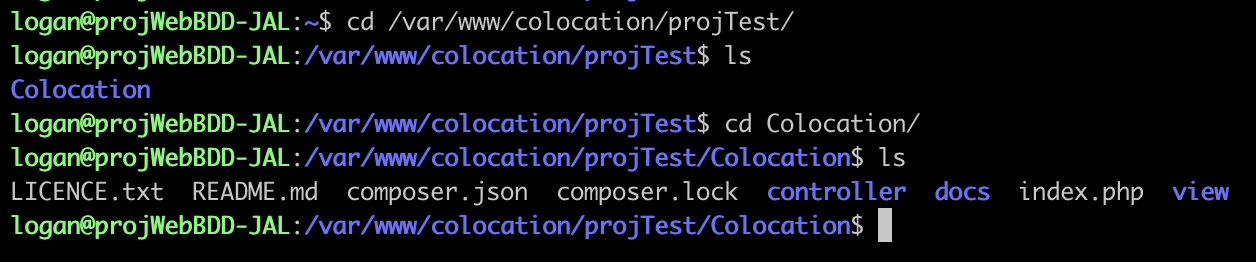 logan@projWebBDD-JAL:~$ cd /var/www/colocation/projTest/
logan@projWebBDD-JAL:/var/www/colocation/projTest$ ls
Colocation
logan@projWebBDD-JAL:/var/www/colocation/projTest$ cd Colocation/
logan@projWebBDD-JAL:/var/www/colocation/projTest/Colocation$ ls
LICENCE.txt  README.md  composer.json  composer.lock  controller  docs  index.php  view
logan@projWebBDD-JAL:/var/www/colocation/projTest/Colocation$